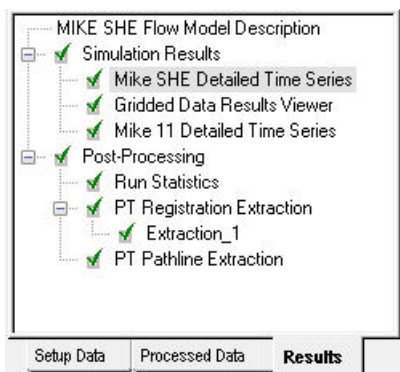 MIKE SHE Flow Model Description
Simulation Results
Mike SHE Detailed Time Series
Gridded Data Results Viewer
Mike 11 Detailed Time Series
Post-Processing
Run Statistics
PT Registration Extraction
Extraction_1
PT Pathline Extraction
Setup Data Processed Data Results